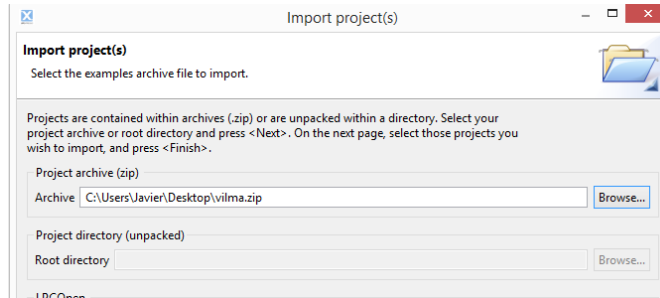 Import project(s)
Import project(s)
Select the examples archive file to import.
Projects are contained within archives (.zip) or are unpacked within a directory. Select your
project archive or root directory and press <Next>. On the next page, select those projects you
wish to import, and press <Finish>.
Project archive (zip)
Archive C:\Users\Javier\Desktop\vilma.zip Browse...
Project directory (unpacked)
Root directory Browse...
LPCOpen